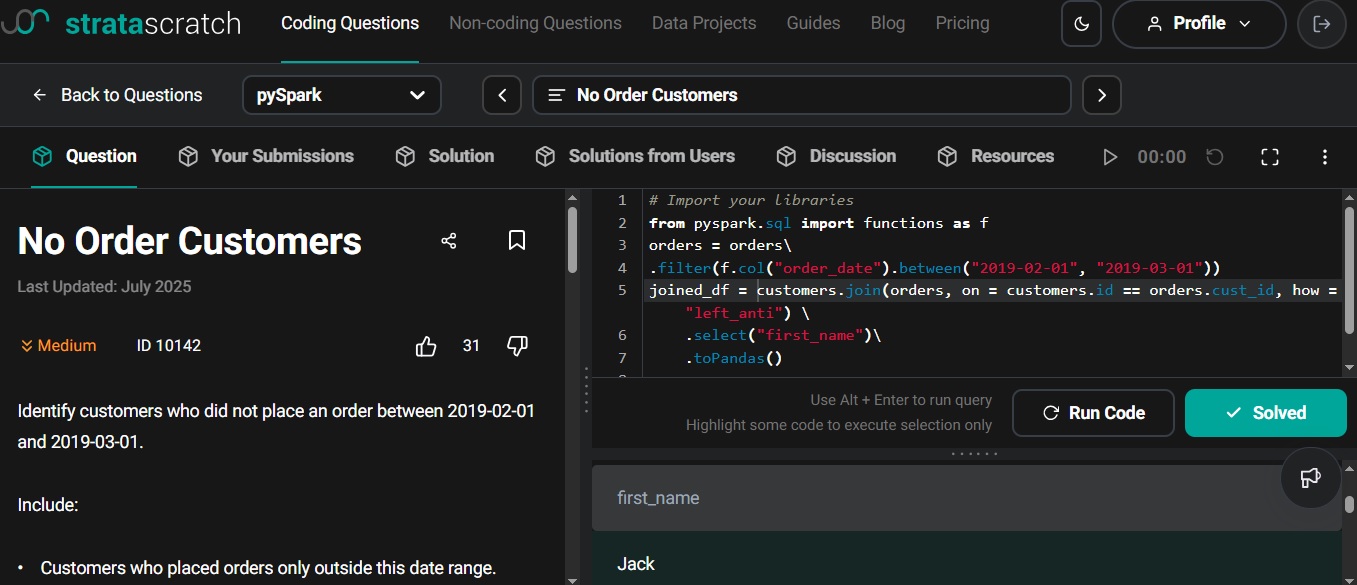 stratascratch Coding Questions Non-coding Questions Data Projects Guides Blog Pricing Profile
Back to Questions pySpark No Order Customers
Question Your Submissions Solution Solutions from Users Discussion Resources 00:00
No Order Customers
Last Updated: July 2025
Medium ID 10142 31
Identify customers who did not place an order between 2019-02-01
and 2019-03-01.
Include:
• Customers who placed orders only outside this date range.
1 # Import your libraries
2 from pyspark.sql import functions as f
3 orders = orders\
4 .filter(f.col("order_date").between("2019-02-01", "2019-03-01"))
5 joined_df = customers.join(orders, on = customers.id == orders.cust_id, how =
"left_anti") \
6 .select("first_name")\
7 .toPandas()
Use Alt + Enter to run query
Highlight some code to execute selection only
Run Code Solved
first_name
Jack